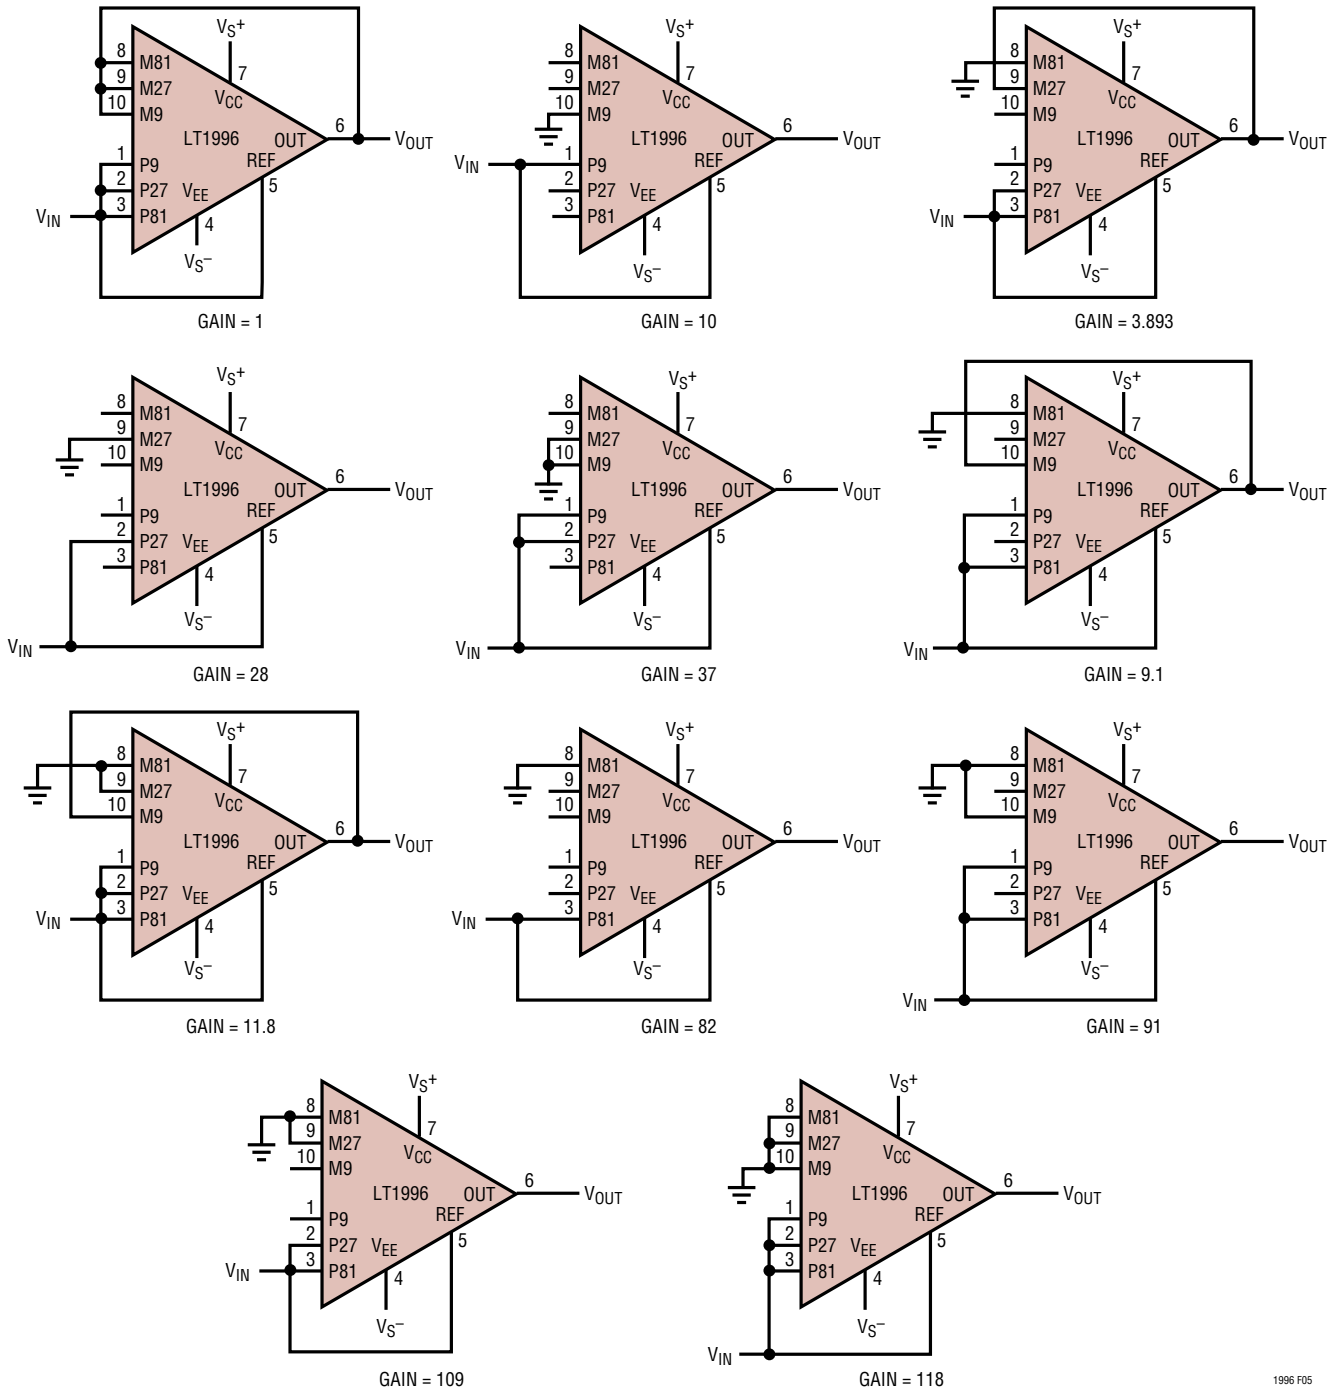 VS+
8 M81
7
9 M27
10 M9
VCC
LT1996 OUT 6 VOUT
REF
1 P9
2 P27 VEE 5
VIN 3 P81
4
VS–
GAIN = 1
VS+
8 M81
7
9 M27
10 M9
VCC
LT1996 OUT 6 VOUT
REF
VIN 1 P9
2 P27 VEE 5
3 P81
4
VS–
GAIN = 10
VS+
8 M81
7
9 M27
10 M9
VCC
LT1996 OUT 6 VOUT
REF
1 P9
2 P27 VEE 5
VIN 3 P81
4
VS–
GAIN = 3.893
VS+
8 M81
7
9 M27
10 M9
VCC
LT1996 OUT 6 VOUT
REF
1 P9
2 P27 VEE 5
3 P81
4
VS–
VIN
GAIN = 28
VS+
8 M81
7
9 M27
10 M9
VCC
LT1996 OUT 6 VOUT
REF
1 P9
2 P27 VEE 5
3 P81
4
VS–
VIN
GAIN = 37
VS+
8 M81
7
9 M27
10 M9
VCC
LT1996 OUT 6 VOUT
REF
1 P9
2 P27 VEE 5
3 P81
4
VS–
VIN
GAIN = 9.1
VS+
8 M81
7
9 M27
10 M9
VCC
LT1996 OUT 6 VOUT
REF
1 P9
2 P27 VEE 5
VIN 3 P81
4
VS–
GAIN = 11.8
VS+
8 M81
7
9 M27
10 M9
VCC
LT1996 OUT 6 VOUT
REF
1 P9
2 P27 VEE 5
VIN 3 P81
4
VS–
GAIN = 82
VS+
8 M81
7
9 M27
10 M9
VCC
LT1996 OUT 6 VOUT
REF
1 P9
2 P27 VEE 5
3 P81
4
VS–
VIN
GAIN = 91
VS+
8 M81
7
9 M27
10 M9
VCC
LT1996 OUT 6 VOUT
REF
1 P9
2 P27 VEE 5
VIN 3 P81
4
VS–
GAIN = 109
VS+
8 M81
7
9 M27
10 M9
VCC
LT1996 OUT 6 VOUT
REF
1 P9
2 P27 VEE 5
3 P81
4
VS–
VIN
GAIN = 118
1996 F05